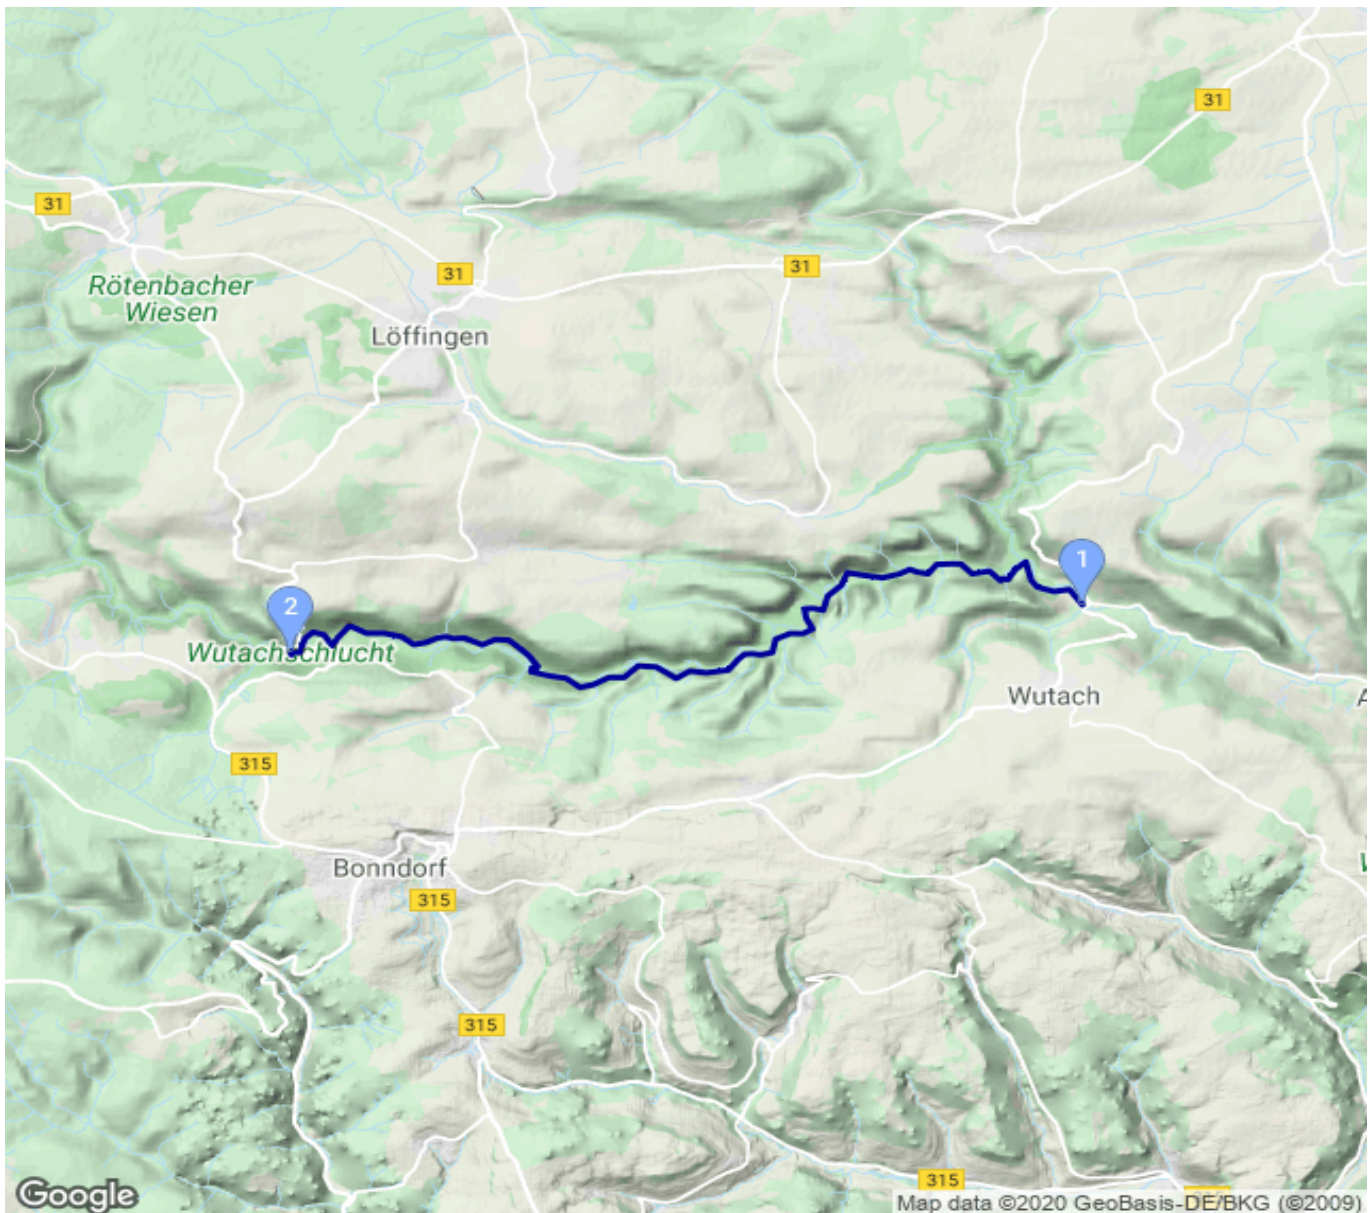 31
31
Rötenbacher
Wiesen
31
31
Löffingen
1
2
Wutachschlucht
Wutach
A
315
Bonndorf
315
315
315
Google
Map data ©2020 GeoBasis-DE/BKG (©2009)